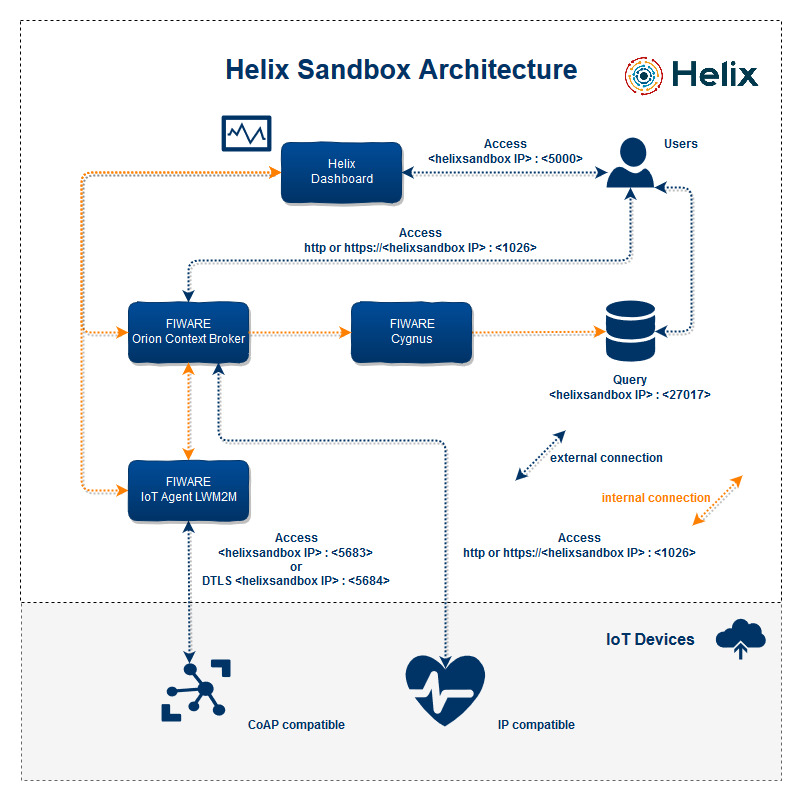 Helix Sandbox Architecture
Helix
Access
<helixsandbox IP> : <5000>
Users
Helix
Dashboard
Access
http or https://<helixsandbox IP> : <1026>
FIWARE
Orion Context Broker
FIWARE
Cygnus
Query
<helixsandbox IP> : <27017>
external connection
FIWARE
IoT Agent LWM2M
internal connection
Access
<helixsandbox IP> : <5683>
or
DTLS <helixsandbox IP> : <5684>
Access
http or https://<helixsandbox IP> : <1026>
IoT Devices
CoAP compatible
IP compatible